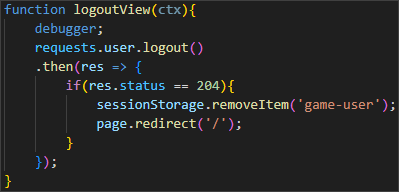 function logoutView(ctx){
    debugger;
    requests.user.logout()
    .then(res => {
        if(res.status == 204){
            sessionStorage.removeItem('game-user');
            page.redirect('/');
        }
    });
}